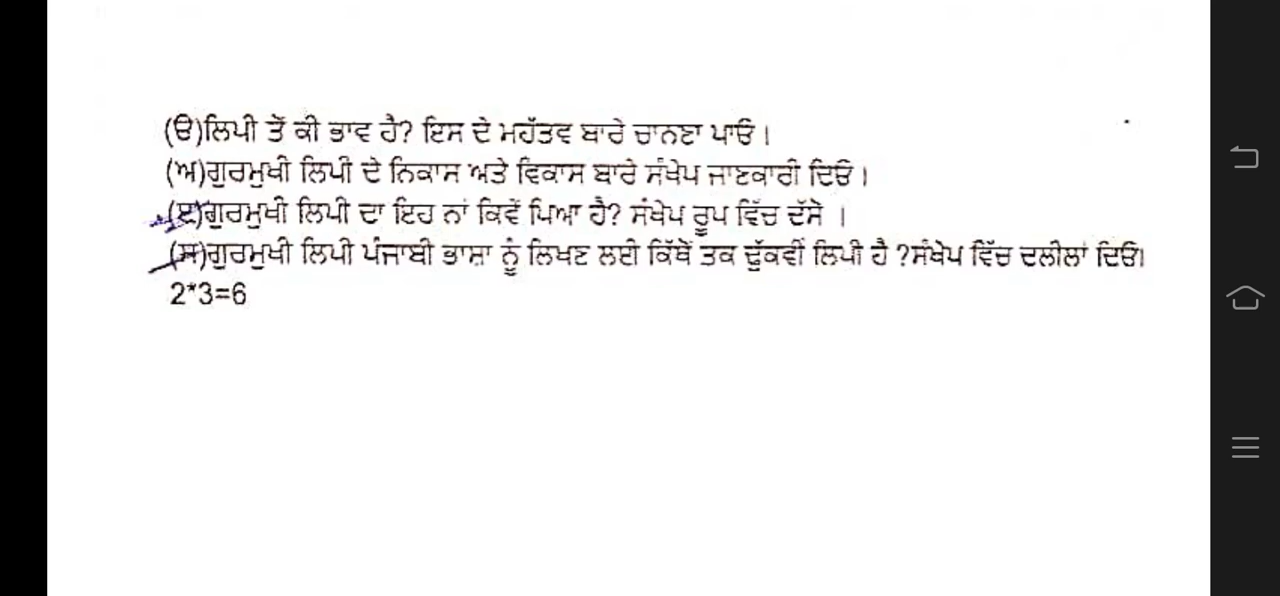 (ੳ)ਲਿਪੀ ਤੋਂ ਕੀ ਭਾਵ ਹੈ? ਇਸ ਦੇ ਮਹੱਤਵ ਬਾਰੇ ਚਾਨਣਾ ਪਾਓ।
(ਅ)ਗੁਰਮੁਖੀ ਲਿਪੀ ਦੇ ਨਿਕਾਸ ਅਤੇ ਵਿਕਾਸ ਬਾਰੇ ਸੰਖੇਪ ਜਾਣਕਾਰੀ ਦਿਓ।
(ੲ)ਗੁਰਮੁਖੀ ਲਿਪੀ ਦਾ ਇਹ ਨਾਂ ਕਿਵੇਂ ਪਿਆ ਹੈ? ਸੰਖੇਪ ਰੂਪ ਵਿੱਚ ਦੱਸੋ ।
(ਸ)ਗੁਰਮੁਖੀ ਲਿਪੀ ਪੰਜਾਬੀ ਭਾਸ਼ਾ ਨੂੰ ਲਿਖਣ ਲਈ ਕਿੱਥੋਂ ਤਕ ਢੁੱਕਵੀਂ ਲਿਪੀ ਹੈ ?ਸੰਖੇਪ ਵਿੱਚ ਦਲੀਲਾਂ ਦਿਓ।
2*3=6